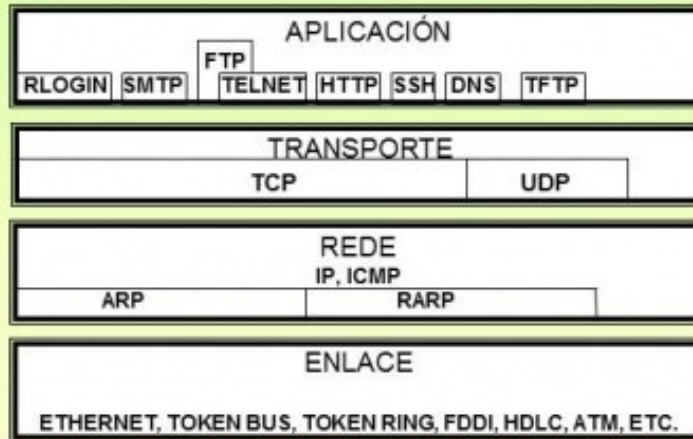 APLICACIÓN
FTP
RLOGIN SMTP TELNET HTTP SSH DNS TFTP
TRANSPORTE
TCP UDP
REDE
IP, ICMP
ARP RARP
ENLACE
ETHERNET, TOKEN BUS, TOKEN RING, FDDI, HDLC, ATM, ETC.